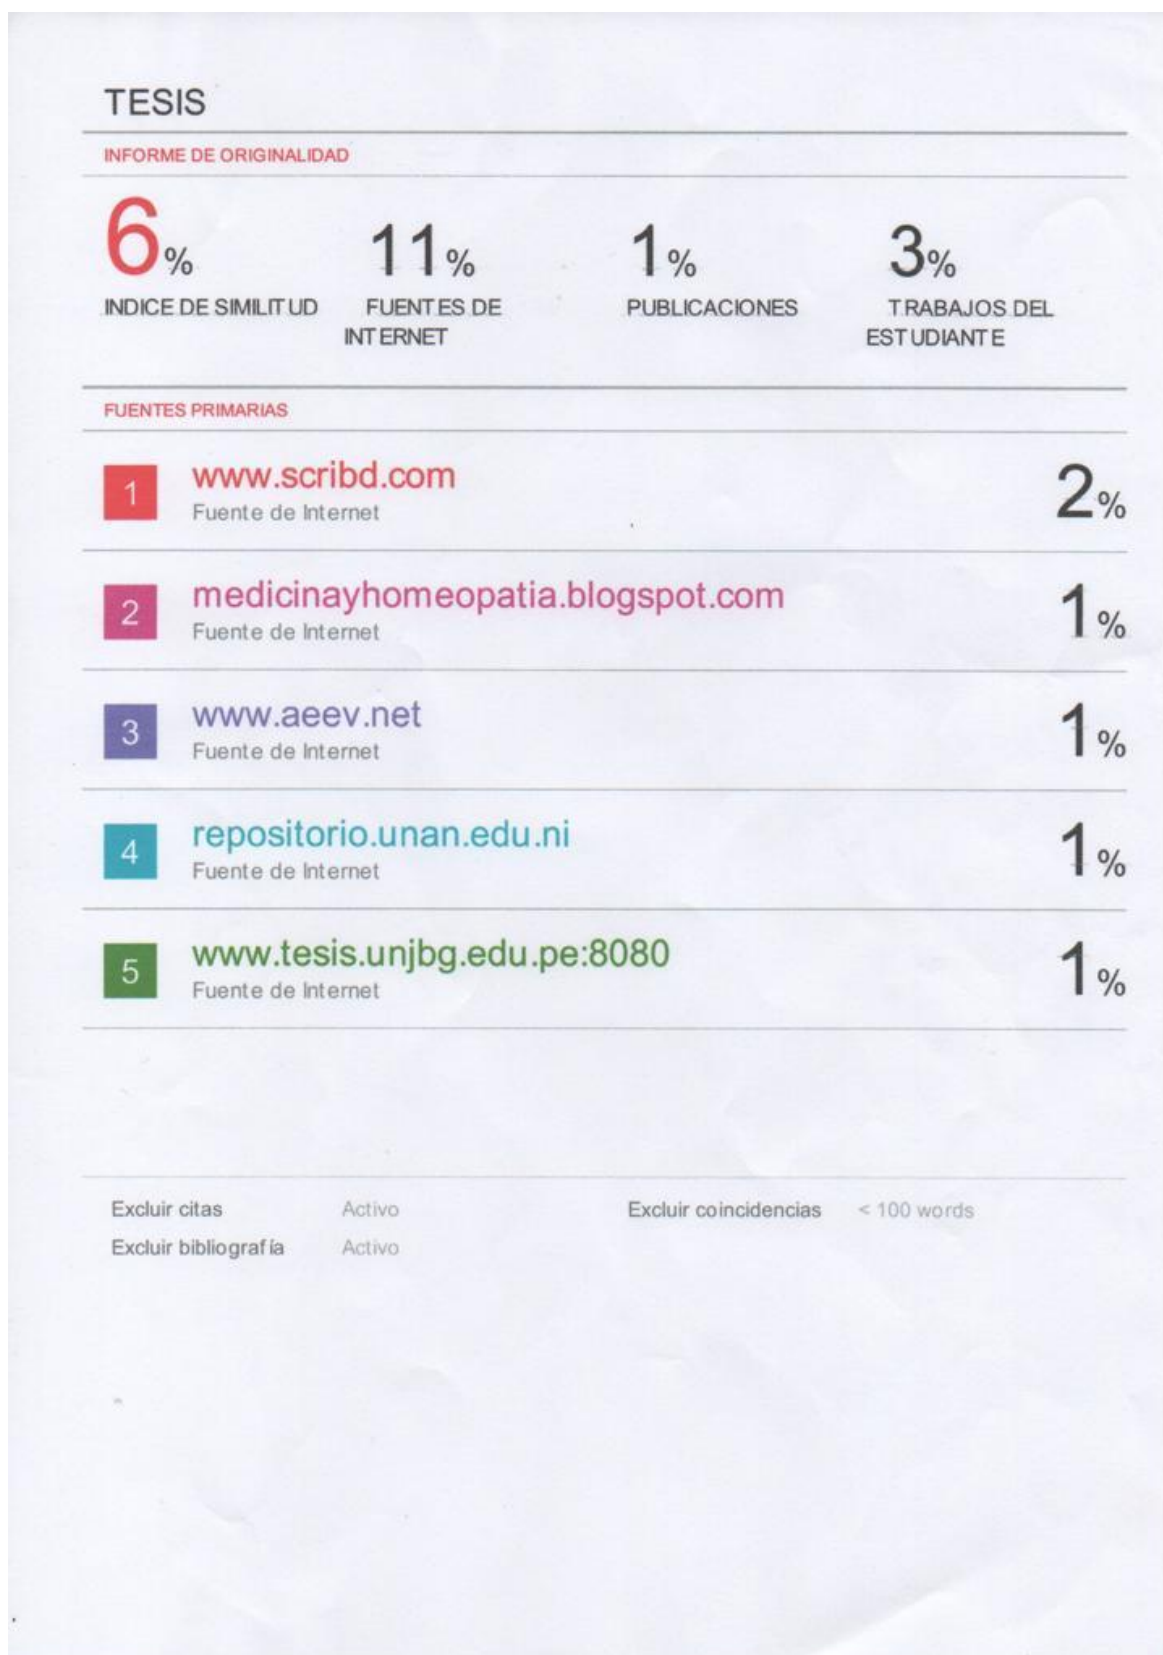 TESIS
INFORME DE ORIGINALIDAD
6% 11% 1% 3%
INDICE DE SIMILITUD FUENTES DE PUBLICACIONES TRABAJOS DEL
INTERNET ESTUDIANTE
FUENTES PRIMARIAS
1 www.scribd.com 2%
Fuente de Internet
2 medicinayhomeopatia.blogspot.com 1%
Fuente de Internet
3 www.aeev.net 1%
Fuente de Internet
4 repositorio.unan.edu.ni 1%
Fuente de Internet
5 www.tesis.unjbg.edu.pe:8080 1%
Fuente de Internet
Excluir citas Activo Excluir coincidencias < 100 words
Excluir bibliografía Activo